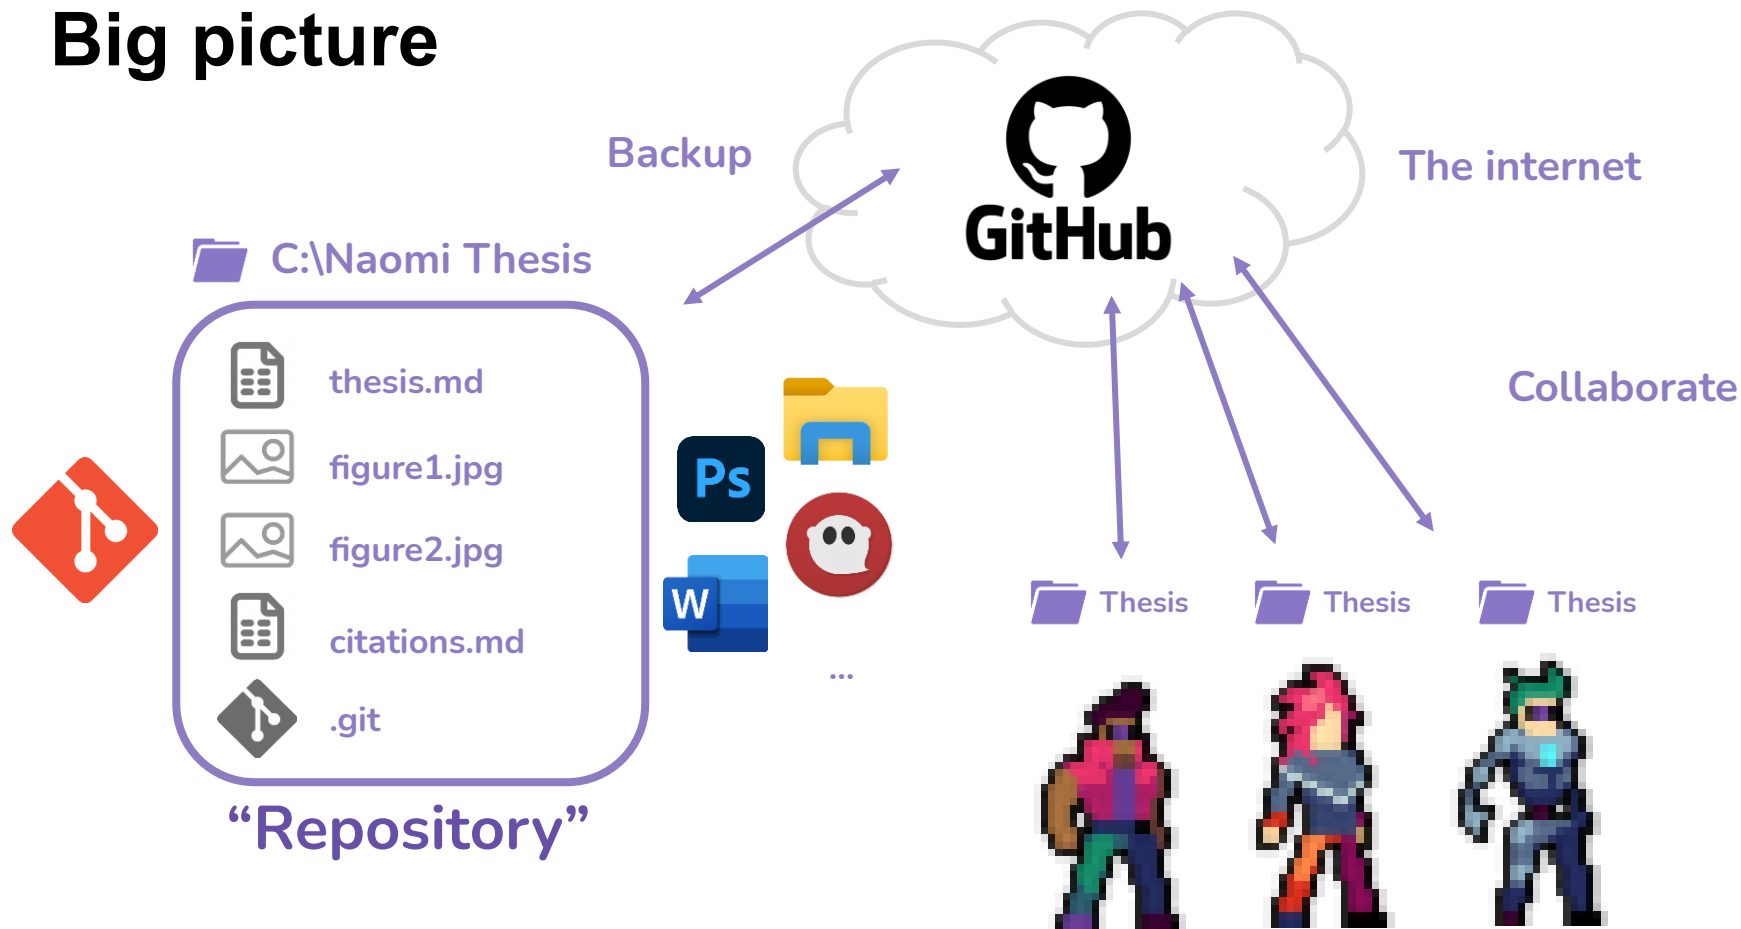 Big picture
Backup
GitHub
The internet
C:\Naomi Thesis
thesis.md
figure1.jpg
figure2.jpg
citations.md
.git
“Repository”
Ps
W
...
Collaborate
Thesis
Thesis
Thesis